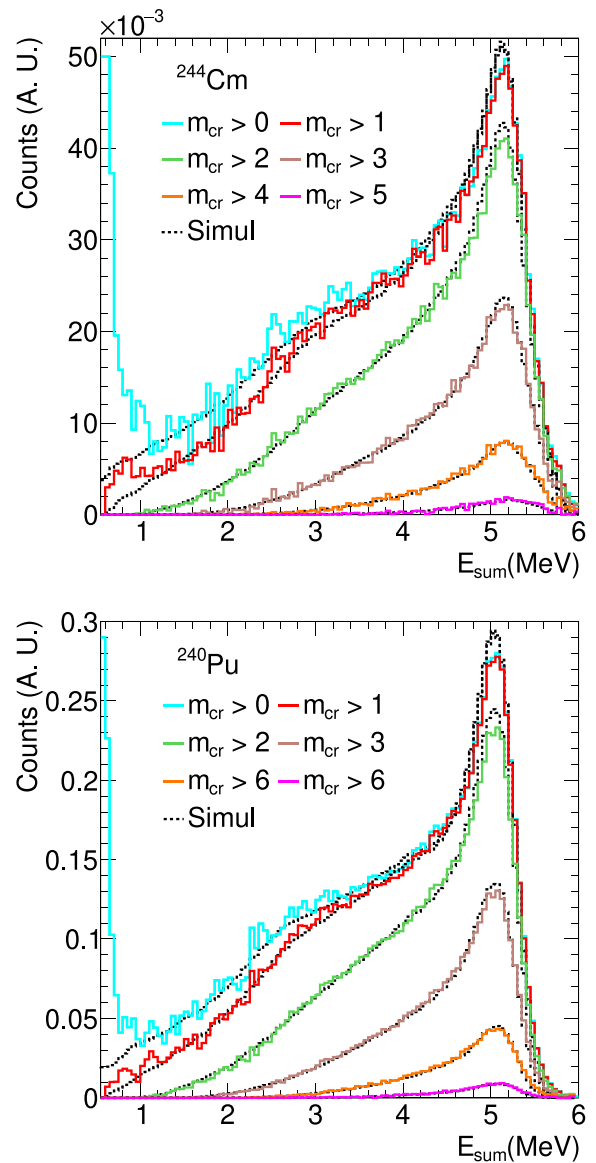 ×10⁻³
50
40
30
20
10
0
Counts (A. U.)
²⁴⁴Cm
m_cr > 0 m_cr > 1
m_cr > 2 m_cr > 3
m_cr > 4 m_cr > 5
Simul
1 2 3 4 5 6
E_sum(MeV)
0.3
0.25
0.2
0.15
0.1
0.05
0
Counts (A. U.)
²⁴⁰Pu
m_cr > 0 m_cr > 1
m_cr > 2 m_cr > 3
m_cr > 6 m_cr > 6
Simul
1 2 3 4 5 6
E_sum(MeV)